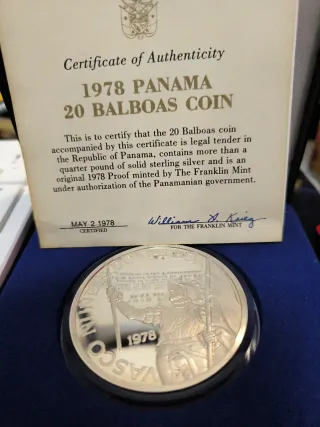 Certificate of Authenticity
1978 PANAMA
20 BALBOAS COIN
This is to certify that the 20 Balboas coin
accompanied by this certificate is legal tender in
the Republic of Panama, contains more than a
quarter pound of solid sterling silver and is an
original 1978 Proof minted by The Franklin Mint
under authorization of the Panamanian government.
MAY 2 1978
CERTIFIED
William H. Krieg
FOR THE FRANKLIN MINT
VASCO NUÑEZ
1978